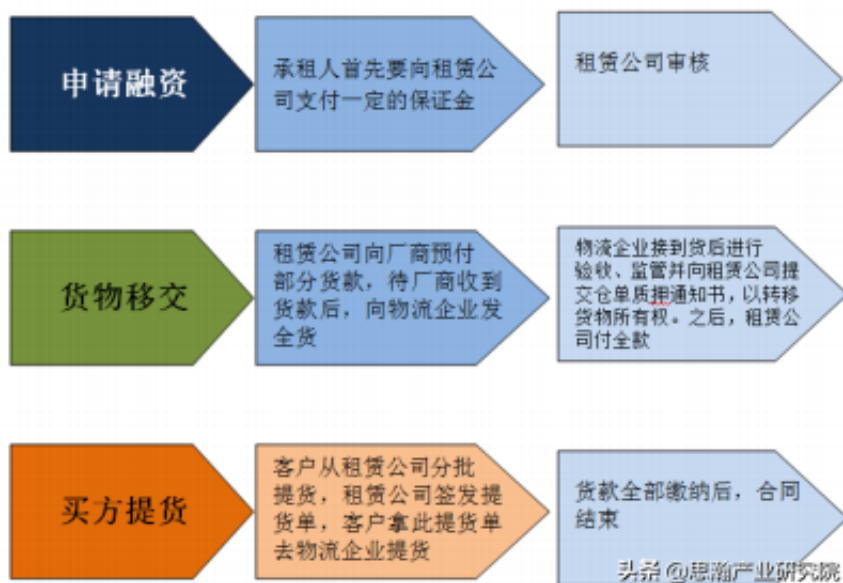 申请融资
承租人首先要向租赁公
司支付一定的保证金
租赁公司审核
货物移交
租赁公司向厂商预付
部分货款，待厂商收到
货款后，向物流企业发
全货
物流企业接到货后进行
验收、监管并向租赁公司提
交仓单质押通知书，以转移
货物所有权。之后，租赁公
司付全款
买方提货
客户从租赁公司分批
提货，租赁公司签发提
货单，客户拿此提货单
去物流企业提货
货款全部缴纳后，合同
结束
头条 @思瀚产业研究院